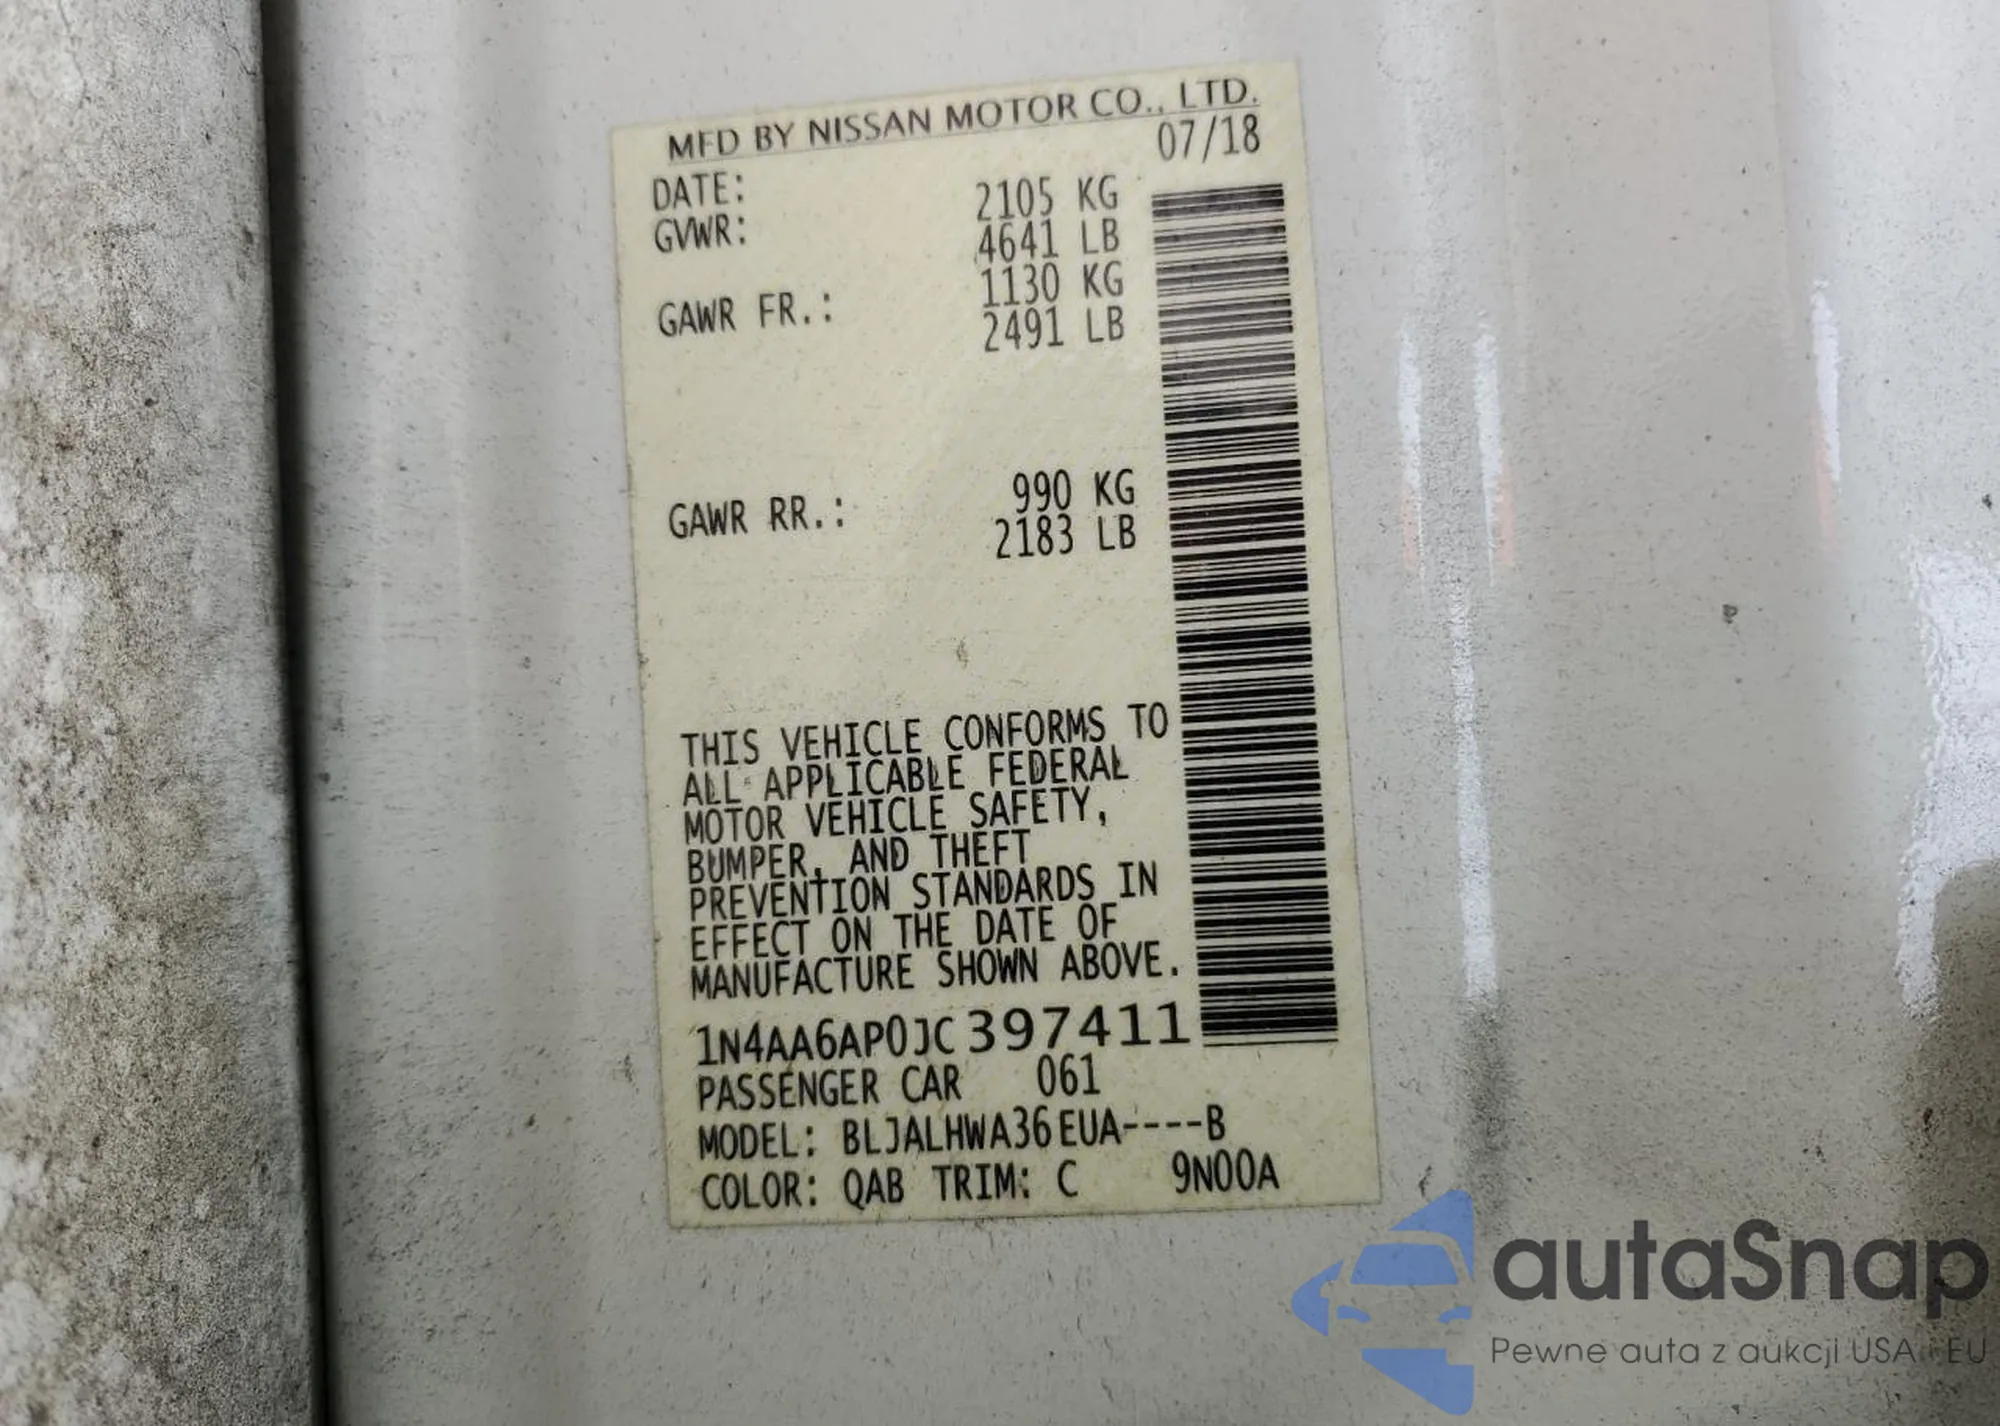 MFD BY NISSAN MOTOR CO., LTD.
07/18
DATE:
GVWR: 2105 KG
4641 LB
GAWR FR.: 1130 KG
2491 LB
GAWR RR.: 990 KG
2183 LB
THIS VEHICLE CONFORMS TO
ALL APPLICABLE FEDERAL
MOTOR VEHICLE SAFETY,
BUMPER, AND THEFT
PREVENTION STANDARDS IN
EFFECT ON THE DATE OF
MANUFACTURE SHOWN ABOVE.
1N4AA6AP0JC397411
PASSENGER CAR 061
MODEL: BLJALHWA36EUA----B
COLOR: QAB TRIM: C 9N00A
autaSnap
Pewne auta z aukcji USA i EU